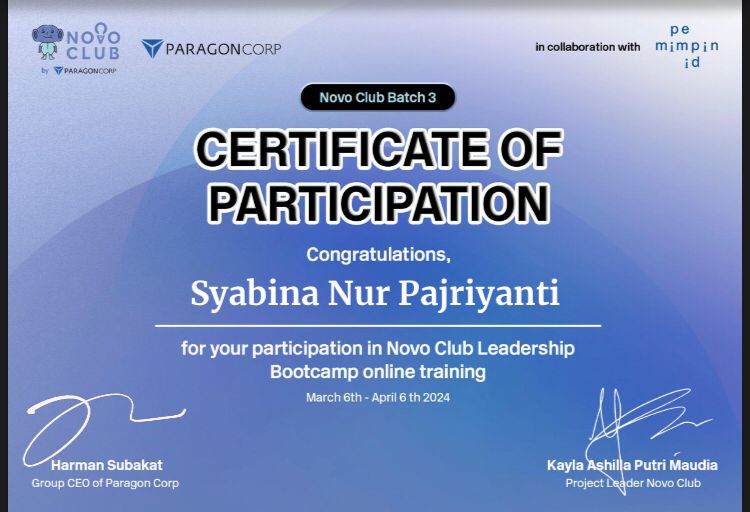 NOVO
CLUB
by PARAGONCORP
PARAGONCORP
in collaboration with
pe
mimpin
id
Novo Club Batch 3
CERTIFICATE OF
PARTICIPATION
Congratulations,
Syabina Nur Pajriyanti
for your participation in Novo Club Leadership
Bootcamp online training
March 6th - April 6 th 2024
Harman Subakat
Group CEO of Paragon Corp
Kayla Ashilla Putri Maudia
Project Leader Novo Club